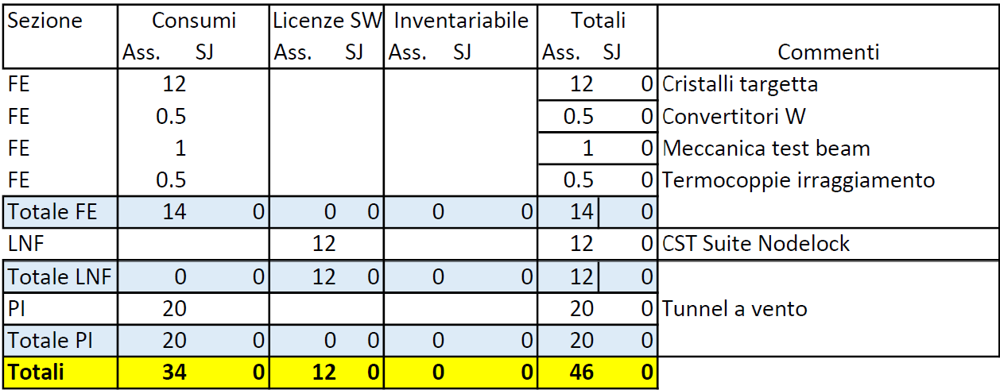 Sezione Consumi Licenze SW Inventariabile Totali
Ass. SJ Ass. SJ Ass. SJ Ass. SJ Commenti
FE 12 12 0 Cristalli targetta
FE 0.5 0.5 0 Convertitori W
FE 1 1 0 Meccanica test beam
FE 0.5 0.5 0 Termocoppie irraggiamento
Totale FE 14 0 0 0 0 0 14 0
LNF 12 12 0 CST Suite Nodelock
Totale LNF 0 0 12 0 0 0 12 0
PI 20 20 0 Tunnel a vento
Totale PI 20 0 0 0 0 0 20 0
Totali 34 0 12 0 0 0 46 0